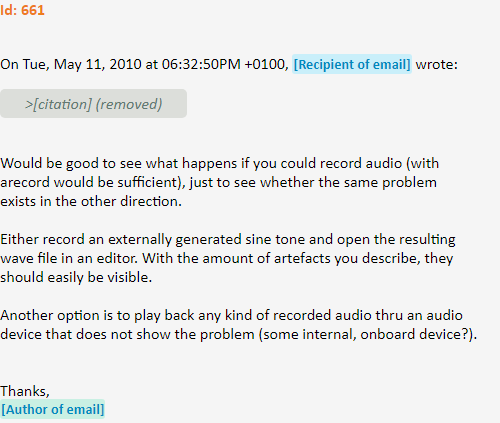 Id: 661
On Tue, May 11, 2010 at 06:32:50PM +0100, [Recipient of email] wrote:
>[citation] (removed)
Would be good to see what happens if you could record audio (with
arecord would be sufficient), just to see whether the same problem
exists in the other direction.
Either record an externally generated sine tone and open the resulting
wave file in an editor. With the amount of artefacts you describe, they
should easily be visible.
Another option is to play back any kind of recorded audio thru an audio
device that does not show the problem (some internal, onboard device?).
Thanks,
[Author of email]